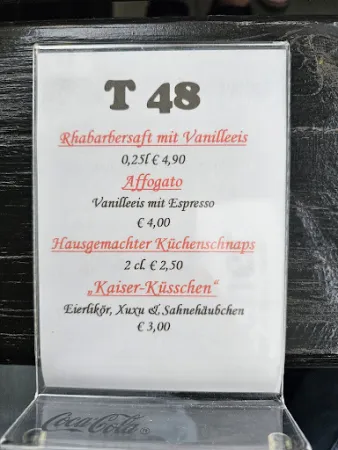 T 48
Rhabarbersaft mit Vanilleeis
0,25l € 4,90
Affogato
Vanilleeis mit Espresso
€ 4,00
Hausgemachter Küchenschnaps
2 cl. € 2,50
„Kaiser-Küsschen“
Eierlikör, Xuxu & Sahnehäubchen
€ 3,00
Coca-Cola®